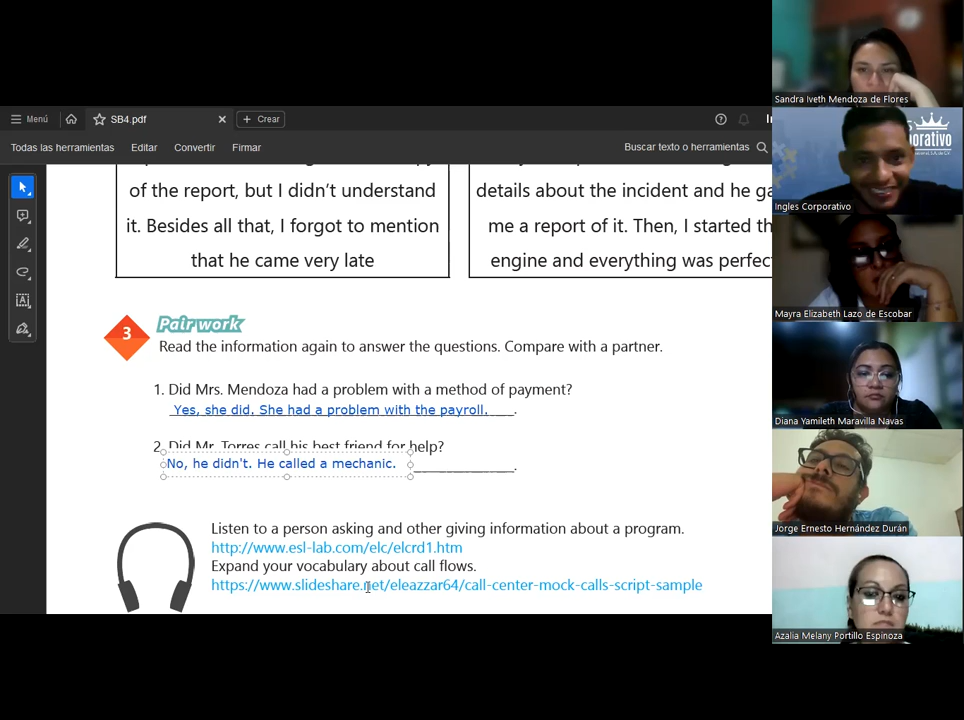 Menú
SB4.pdf
Crear
Todas las herramientas
Editar
Convertir
Firmar
Buscar texto o herramientas
of the report, but I didn't understand
it. Besides all that, I forgot to mention
that he came very late
details about the incident and he ga
me a report of it. Then, I started th
engine and everything was perfec
3
Pair work
Read the information again to answer the questions. Compare with a partner.
1. Did Mrs. Mendoza had a problem with a method of payment?
Yes, she did. She had a problem with the payroll.____.
2. Did Mr. Torres call his best friend for help?
No, he didn't. He called a mechanic. ______________.
Listen to a person asking and other giving information about a program.
http://www.esl-lab.com/elc/elcrd1.htm
Expand your vocabulary about call flows.
https://www.slideshare.net/eleazzar64/call-center-mock-calls-script-sample
Sandra Iveth Mendoza de Flores
orativo
Ingles Corporativo
Mayra Elizabeth Lazo de Escobar
Diana Yamileth Maravilla Navas
Jorge Ernesto Hernández Durán
Azalia Melany Portillo Espinoza